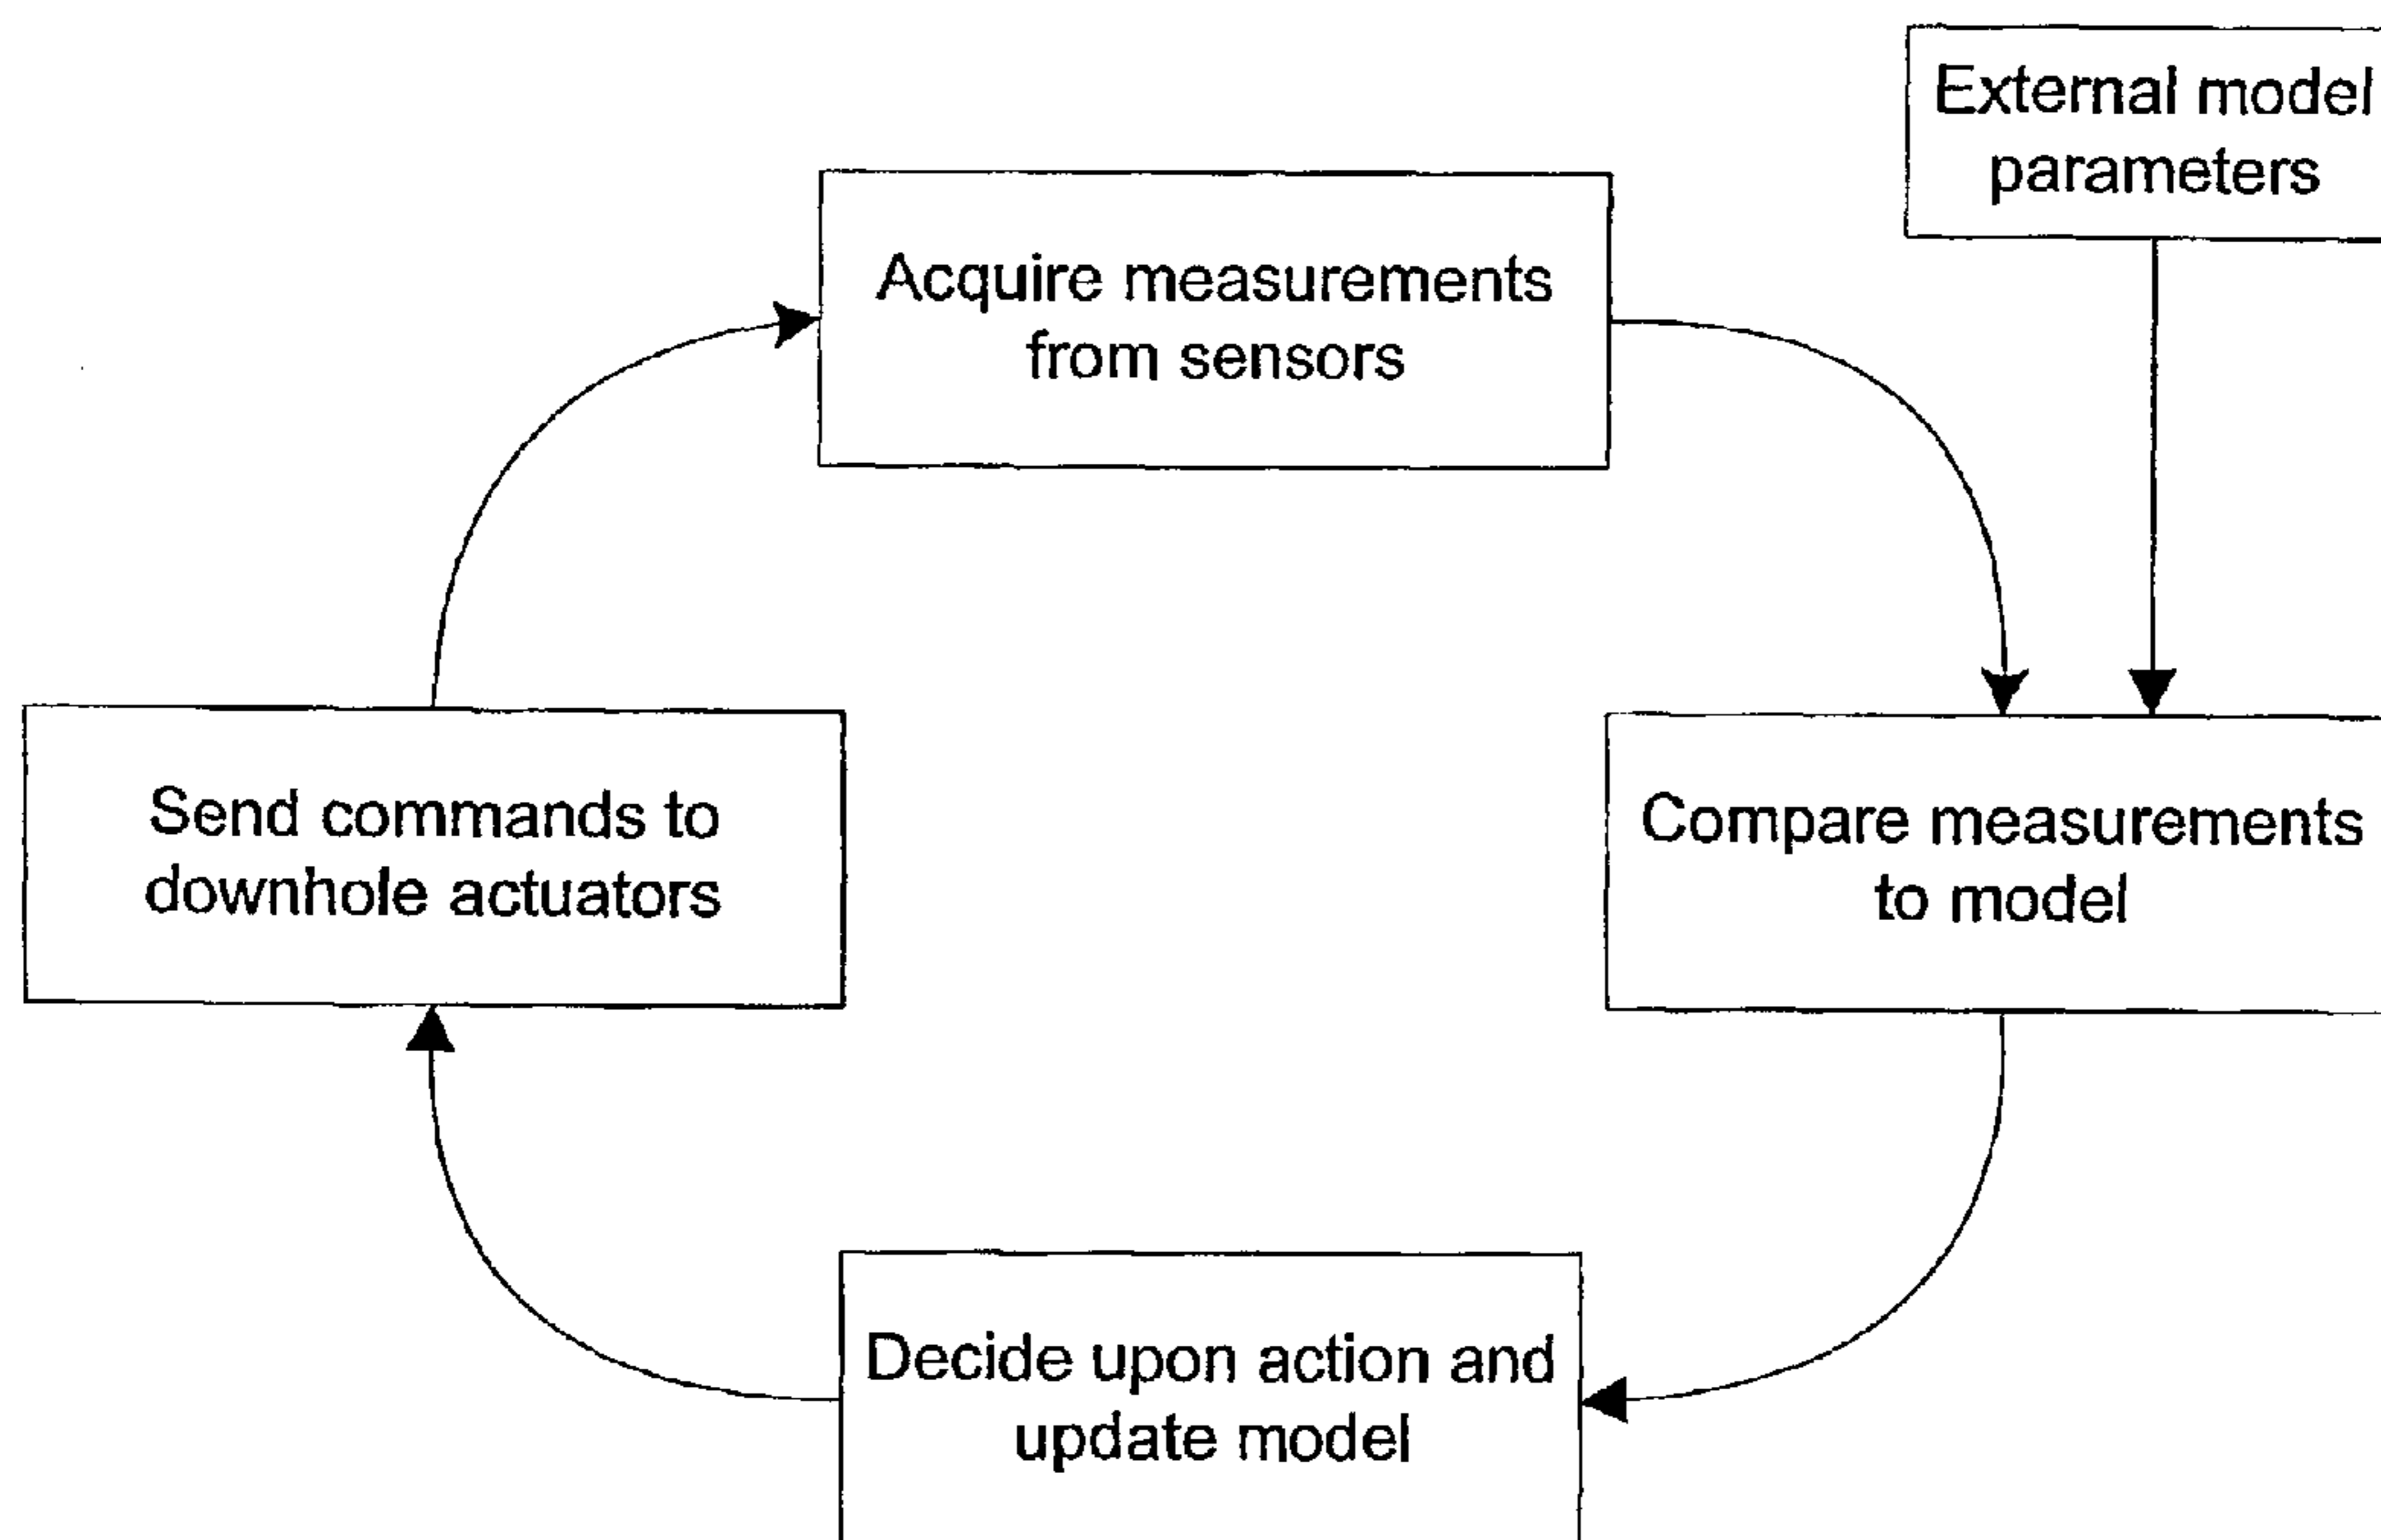 External model
parameters
Acquire measurements
from sensors
Send commands to
downhole actuators
Compare measurements
to model
Decide upon action and
update model